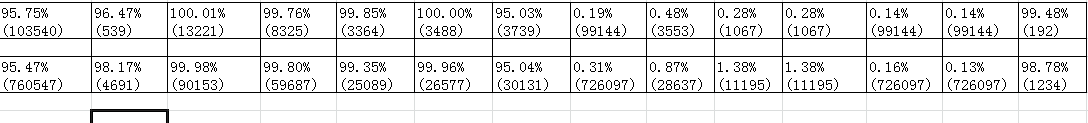 95.75% 96.47% 100.01% 99.76% 99.85% 100.00% 95.03% 0.19% 0.48% 0.28% 0.28% 0.14% 0.14% 99.48%
(103540) (539) (13221) (8325) (3364) (3488) (3739) (99144) (3553) (1067) (1067) (99144) (99144) (192)
95.47% 98.17% 99.98% 99.80% 99.35% 99.96% 95.04% 0.31% 0.87% 1.38% 1.38% 0.16% 0.13% 98.78%
(760547) (4691) (90153) (59687) (25089) (26577) (30131) (726097) (28637) (11195) (11195) (726097) (726097) (1234)